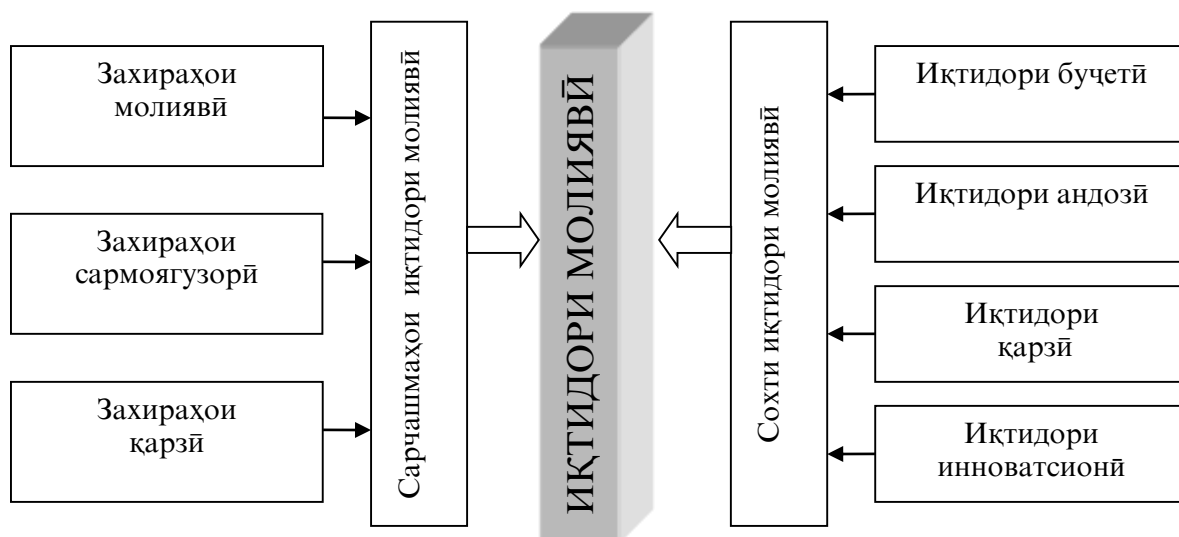 Захираҳои
молиявӣ
Захираҳои
сармоягузорӣ
Захираҳои
қарзӣ
Сарчашмаҳои иқтидори молиявӣ
ИҚТИДОРИ МОЛИЯВӢ
Сохти иқтидори молиявӣ
Иқтидори буҷетӣ
Иқтидори андозӣ
Иқтидори
қарзӣ
Иқтидори
инноватсионӣ